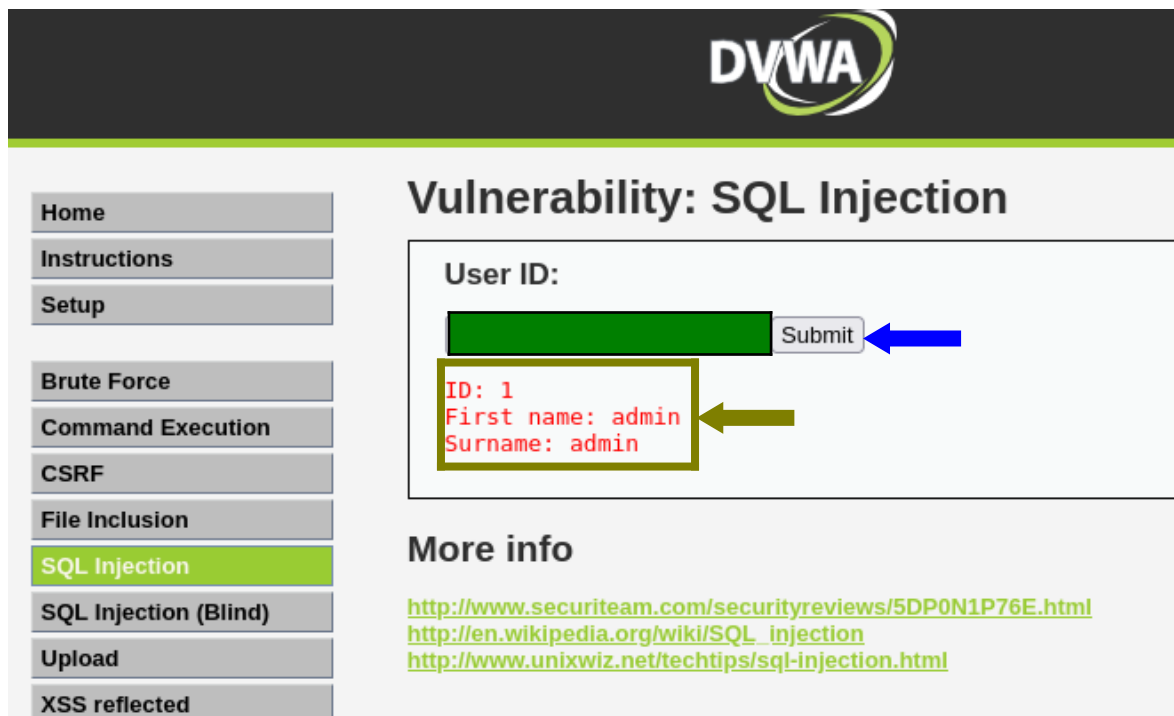 DVWA
Home
Instructions
Setup
Brute Force
Command Execution
CSRF
File Inclusion
SQL Injection
SQL Injection (Blind)
Upload
XSS reflected
Vulnerability: SQL Injection
User ID:
Submit
ID: 1
First name: admin
Surname: admin
More info
http://www.securiteam.com/securityreviews/5DP0N1P76E.html
http://en.wikipedia.org/wiki/SQL_injection
http://www.unixwiz.net/techtips/sql-injection.html